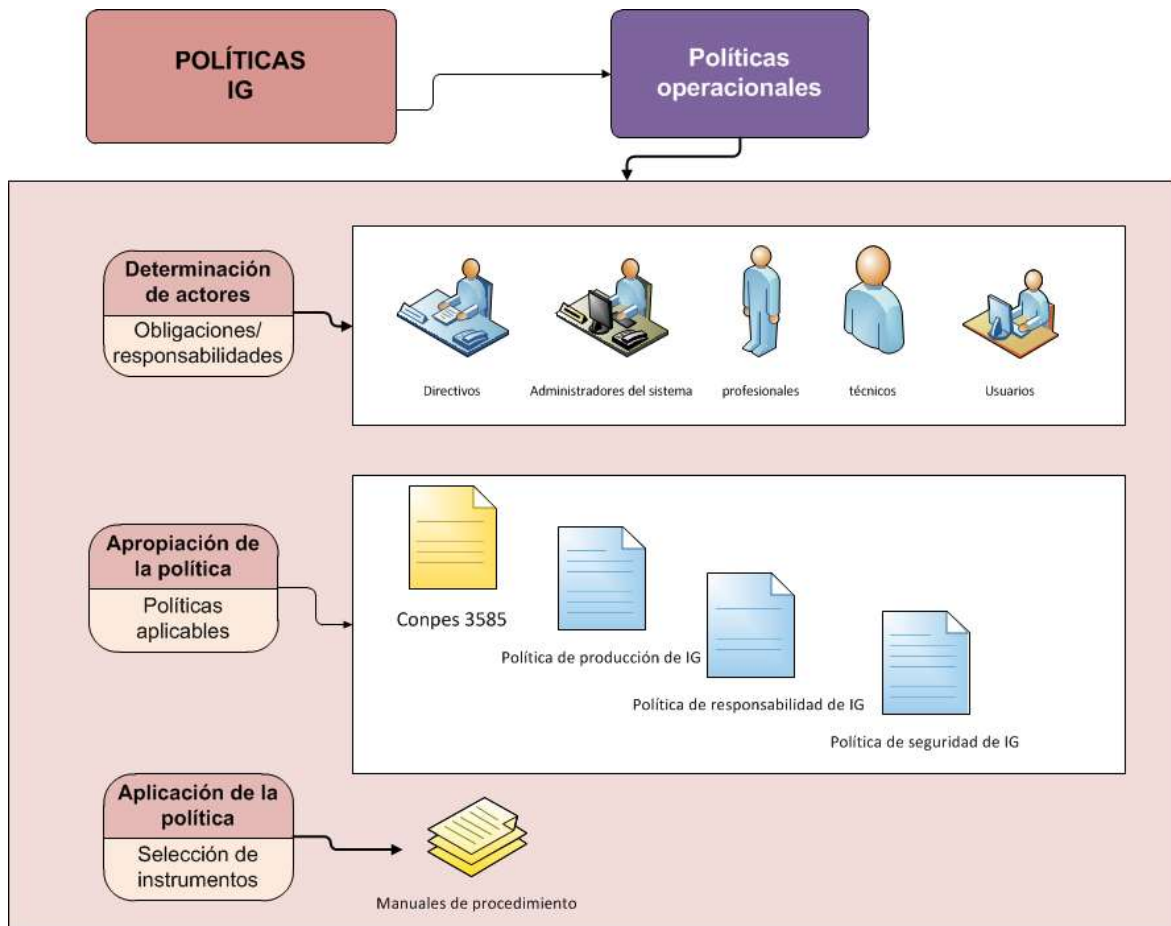 POLÍTICAS
IG
Políticas
operacionales
Determinación
de actores
Obligaciones/
responsabilidades
Directivos
Administradores del sistema
profesionales
técnicos
Usuarios
Apropiación de
la política
Políticas
aplicables
Conpes 3585
Política de producción de IG
Política de responsabilidad de IG
Política de seguridad de IG
Aplicación de la
política
Selección de
instrumentos
Manuales de procedimiento